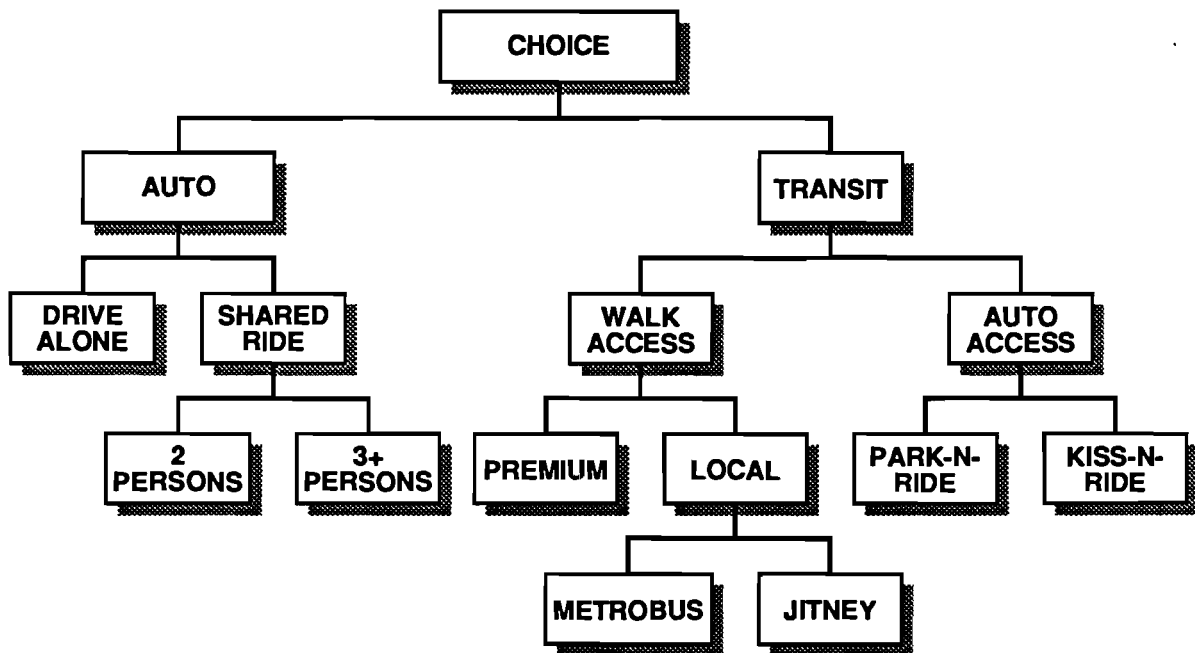 CHOICE
AUTO
TRANSIT
DRIVE
ALONE
SHARED
RIDE
WALK
ACCESS
AUTO
ACCESS
2
PERSONS
3+
PERSONS
PREMIUM
LOCAL
PARK-N-
RIDE
KISS-N-
RIDE
METROBUS
JITNEY